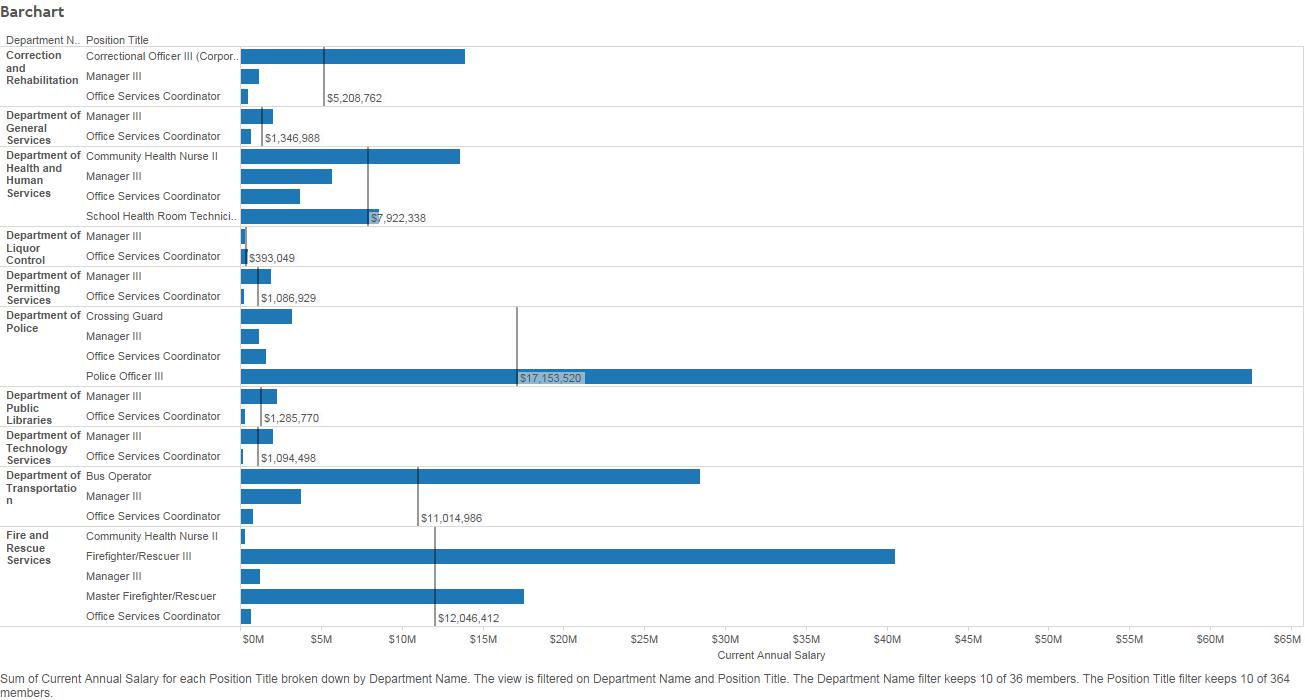 Barchart
Department N.. Position Title
Correction and Rehabilitation
Correctional Officer III (Corpor..
Manager III
Office Services Coordinator
$5,208,762
Department of General Services
Manager III
Office Services Coordinator
$1,346,988
Department of Health and Human Services
Community Health Nurse II
Manager III
Office Services Coordinator
School Health Room Technici..
$7,922,338
Department of Liquor Control
Manager III
Office Services Coordinator
$393,049
Department of Permitting Services
Manager III
Office Services Coordinator
$1,086,929
Department of Police
Crossing Guard
Manager III
Office Services Coordinator
Police Officer III
$17,153,520
Department of Public Libraries
Manager III
Office Services Coordinator
$1,285,770
Department of Technology Services
Manager III
Office Services Coordinator
$1,094,498
Department of Transportatio n
Bus Operator
Manager III
Office Services Coordinator
$11,014,986
Fire and Rescue Services
Community Health Nurse II
Firefighter/Rescuer III
Manager III
Master Firefighter/Rescuer
Office Services Coordinator
$12,046,412
$0M $5M $10M $15M $20M $25M $30M $35M $40M $45M $50M $55M $60M $65M
Current Annual Salary
Sum of Current Annual Salary for each Position Title broken down by Department Name. The view is filtered on Department Name and Position Title. The Department Name filter keeps 10 of 36 members. The Position Title filter keeps 10 of 364
members.